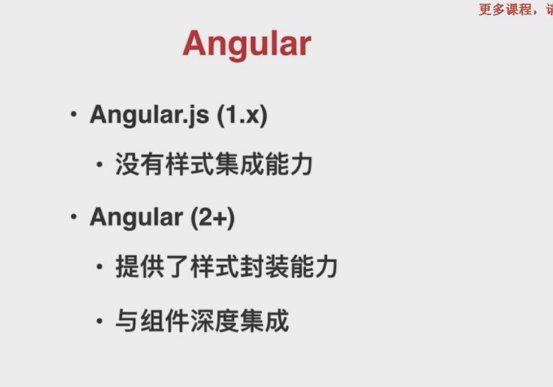 更多课程，
Angular
• Angular.js (1.x)
• 没有样式集成能力
• Angular (2+)
• 提供了样式封装能力
• 与组件深度集成